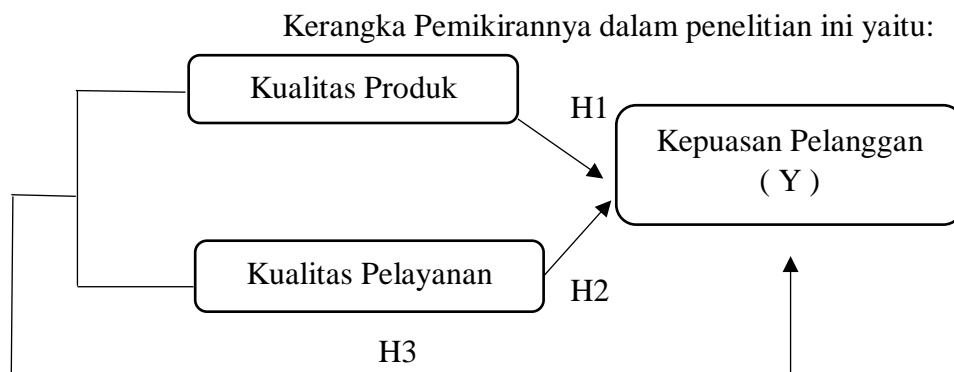 Kerangka Pemikirannya dalam penelitian ini yaitu:
Kualitas Produk
H1
Kepuasan Pelanggan
( Y )
Kualitas Pelayanan
H2
H3